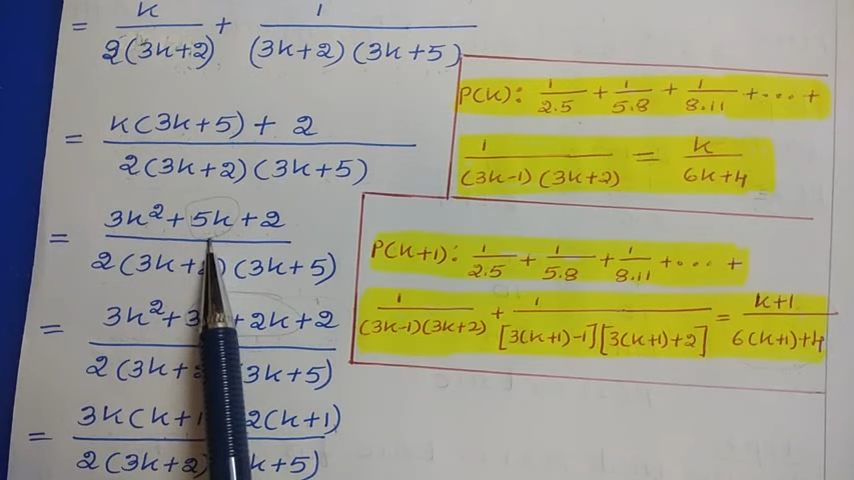 = k/2(3k+2) + 1/(3k+2)(3k+5)
= k(3k+5) + 2/2(3k+2)(3k+5)
= 3k²+5k+2/2(3k+2)(3k+5)
= 3k²+3 +2k+2/2(3k+ 3k+5)
= 3k(k+1 2(k+1)/2(3k+2) k+5)
P(k): 1/2.5 + 1/5.8 + 1/8.11 +...+
1/(3k-1)(3k+2) = k/6k+4
P(k+1): 1/2.5 + 1/5.8 + 1/8.11 +...+
1/(3k-1)(3k+2) + 1/[3(k+1)-1][3(k+1)+2] = k+1/6(k+1)+4